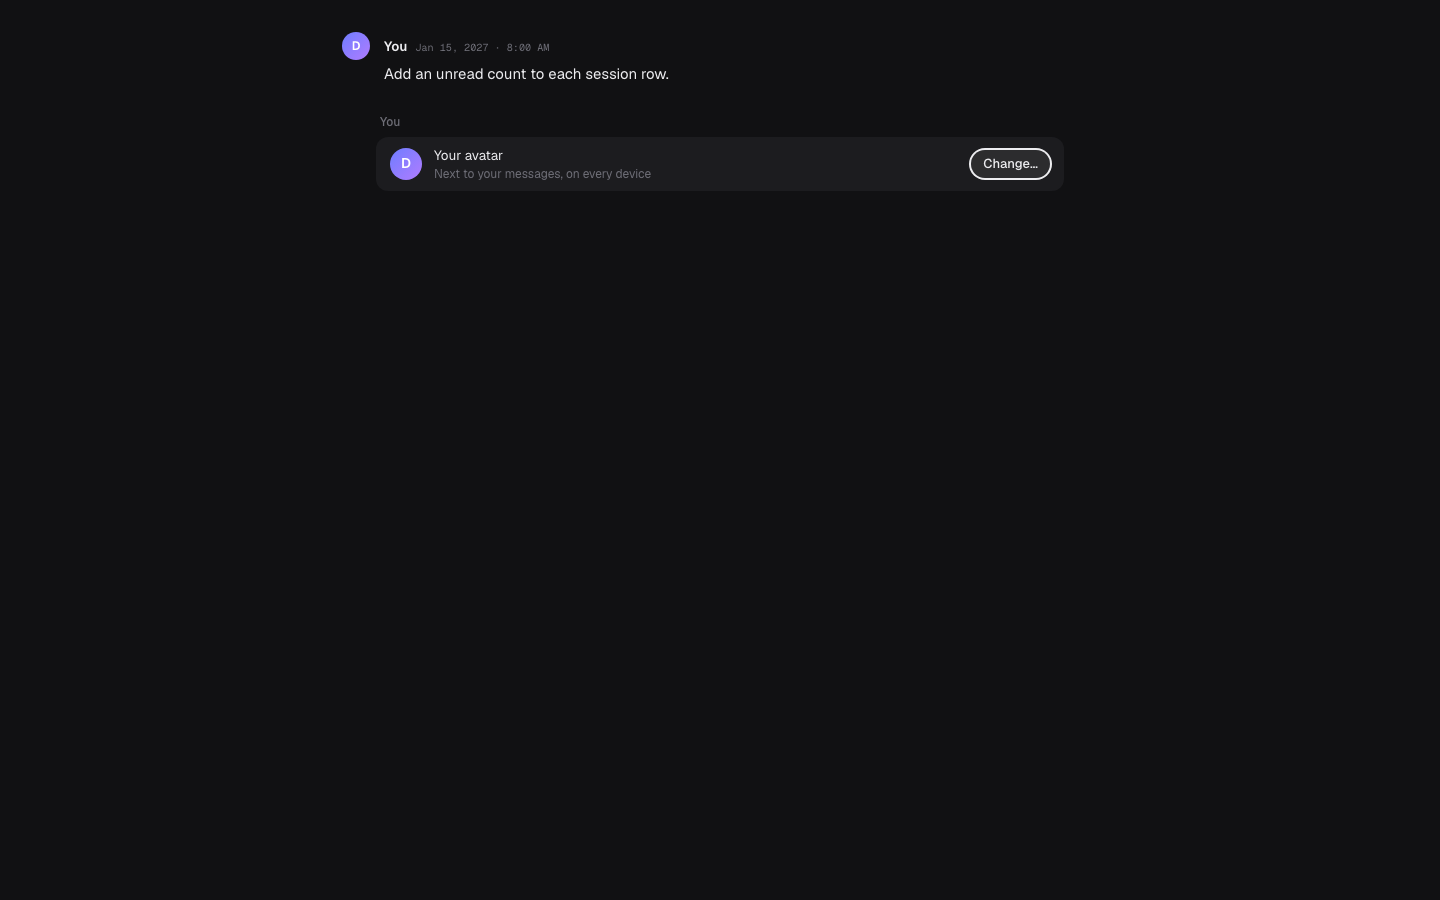 D You Jan 15, 2027 · 8:00 AM
Add an unread count to each session row.
You
D Your avatar
Next to your messages, on every device
Change…